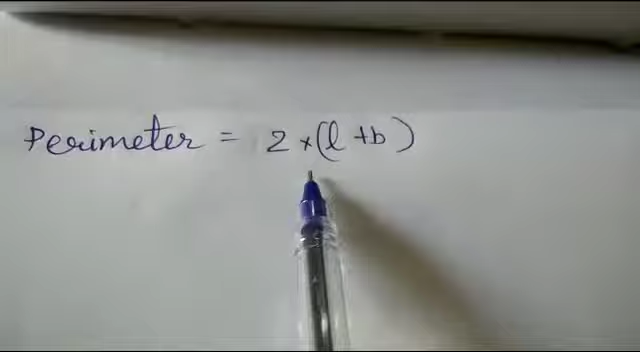 Perimeter = 2 × (l + b)